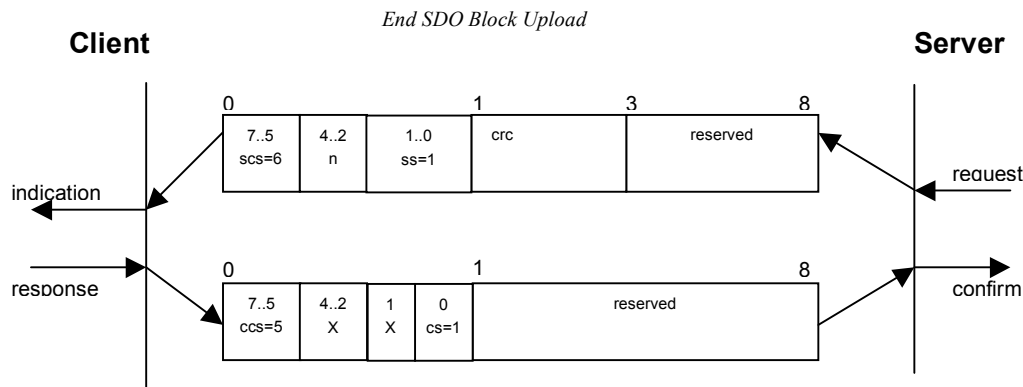 End SDO Block Upload
Client
Server
0 1 3 8
7..5 4..2 1..0 crc reserved
scs=6 n ss=1
indication
request
0 1 8
response
confirm
7..5 4..2 1 0 reserved
ccs=5 X X cs=1